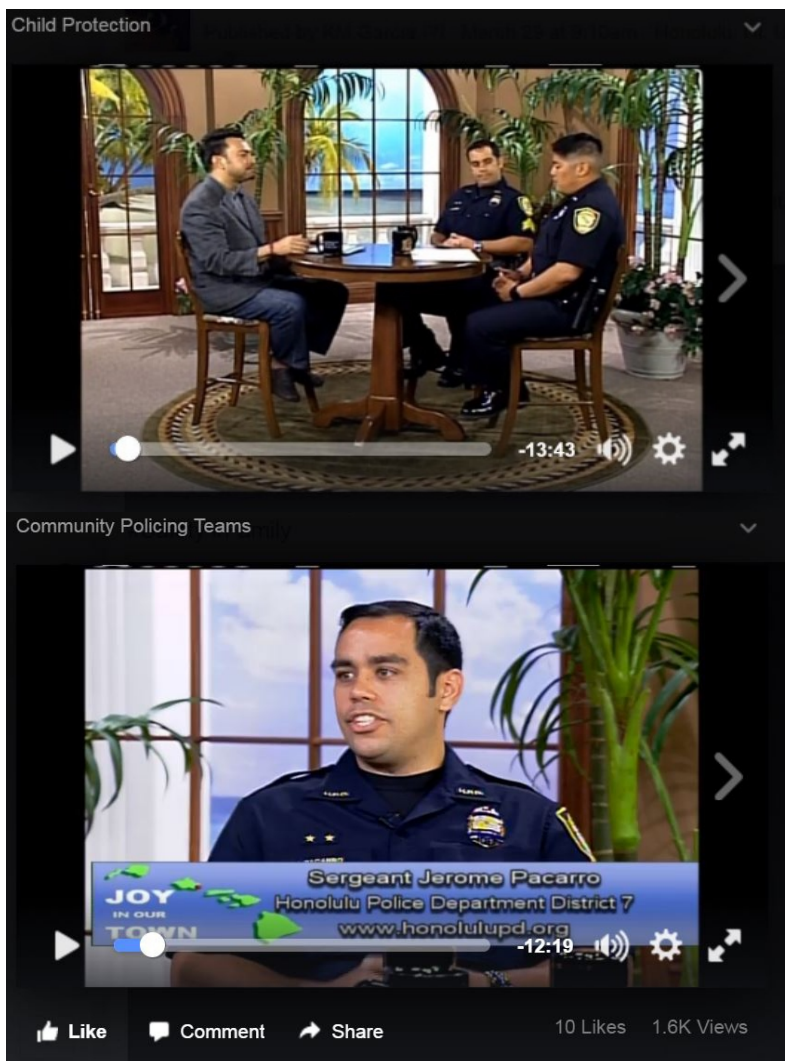 Child Protection
-13:43
Community Policing Teams
Sergeant Jerome Pacarro
JOY
IN OUR
TOWN
Honolulu Police Department District 7
www.honolulupd.org
-12:19
Like
Comment
Share
10 Likes
1.6K Views